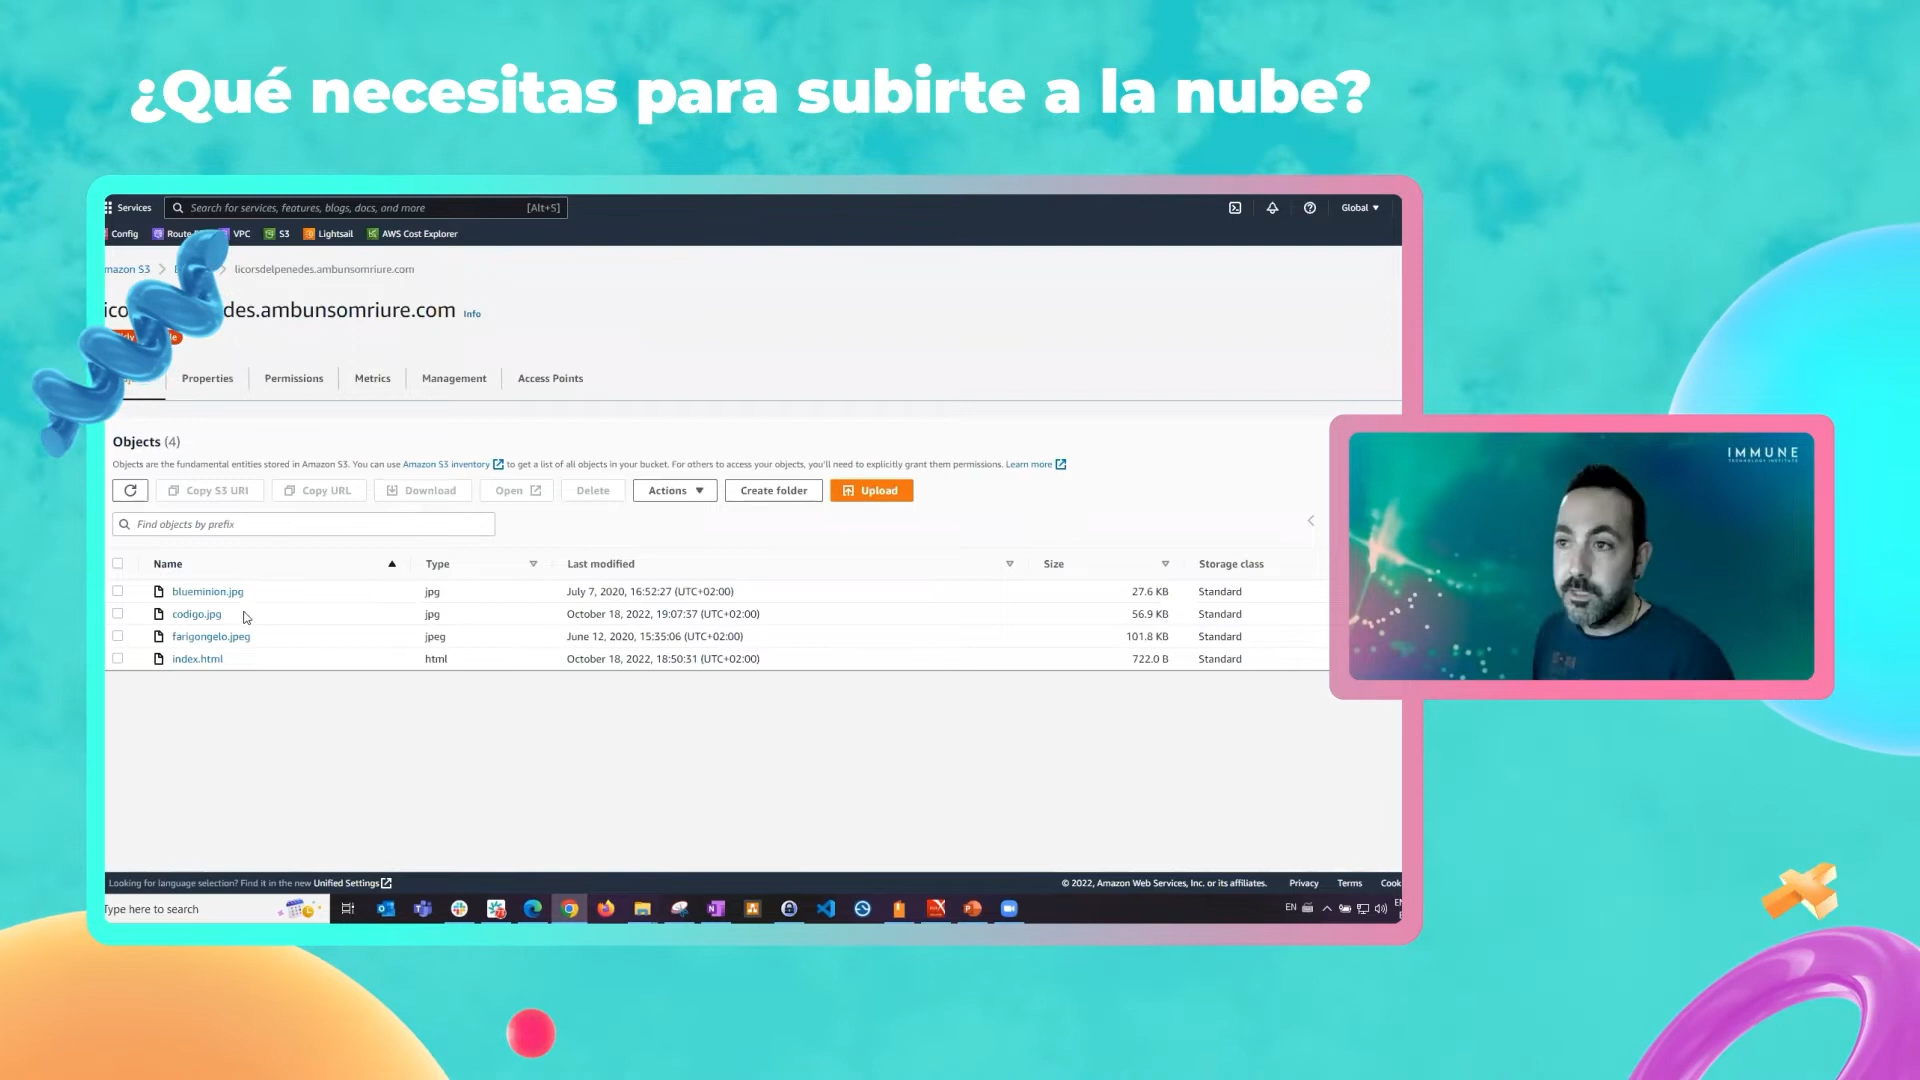 ¿Qué necesitas para subirte a la nube?
Services
Search for services, features, blogs, docs, and more [Alt+S]
Global
Config Route VPC S3 Lightsail AWS Cost Explorer
mazon S3 licorsdelpenedes.ambunsomriure.com
ico des.ambunsomriure.com Info
Properties Permissions Metrics Management Access Points
Objects (4)
Objects are the fundamental entities stored in Amazon S3. You can use Amazon S3 inventory to get a list of all objects in your bucket. For others to access your objects, you'll need to explicitly grant them permissions. Learn more
Copy S3 URI Copy URL Download Open Delete Actions Create folder Upload
Find objects by prefix
Name Type Last modified Size Storage class
blueminion.jpg jpg July 7, 2020, 16:52:27 (UTC+02:00) 27.6 KB Standard
codigo.jpg jpg October 18, 2022, 19:07:37 (UTC+02:00) 56.9 KB Standard
farigongelo.jpeg jpeg June 12, 2020, 15:35:06 (UTC+02:00) 101.8 KB Standard
index.html html October 18, 2022, 18:50:31 (UTC+02:00) 722.0 B Standard
IMMUNE
TECHNOLOGY INSTITUTE
Looking for language selection? Find it in the new Unified Settings © 2022, Amazon Web Services, Inc. or its affiliates. Privacy Terms Cook
Type here to search EN